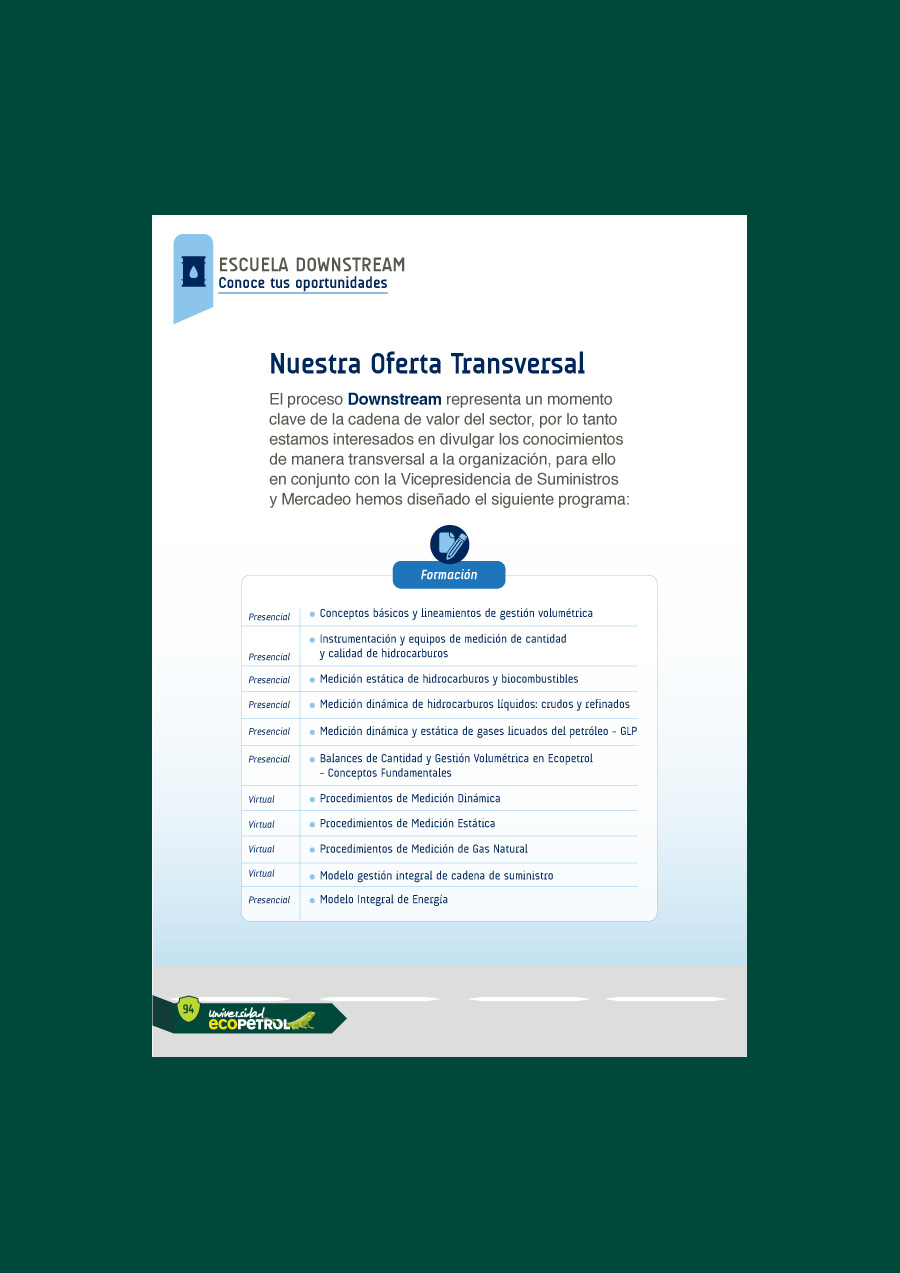 ESCUELA DOWNSTREAM
Conoce tus oportunidades
Nuestra Oferta Transversal
El proceso Downstream representa un momento
clave de la cadena de valor del sector, por lo tanto
estamos interesados en divulgar los conocimientos
de manera transversal a la organización, para ello
en conjunto con la Vicepresidencia de Suministros
y Mercadeo hemos diseñado el siguiente programa:
Formación
Presencial • Conceptos básicos y lineamientos de gestión volumétrica
• Instrumentación y equipos de medición de cantidad
Presencial y calidad de hidrocarburos
Presencial • Medición estática de hidrocarburos y biocombustibles
Presencial • Medición dinámica de hidrocarburos líquidos: crudos y refinados
Presencial • Medición dinámica y estática de gases licuados del petróleo - GLP
Presencial • Balances de Cantidad y Gestión Volumétrica en Ecopetrol
- Conceptos Fundamentales
Virtual • Procedimientos de Medición Dinámica
Virtual • Procedimientos de Medición Estática
Virtual • Procedimientos de Medición de Gas Natural
Virtual • Modelo gestión integral de cadena de suministro
Presencial • Modelo Integral de Energía
94
Universidad
ecopetrol